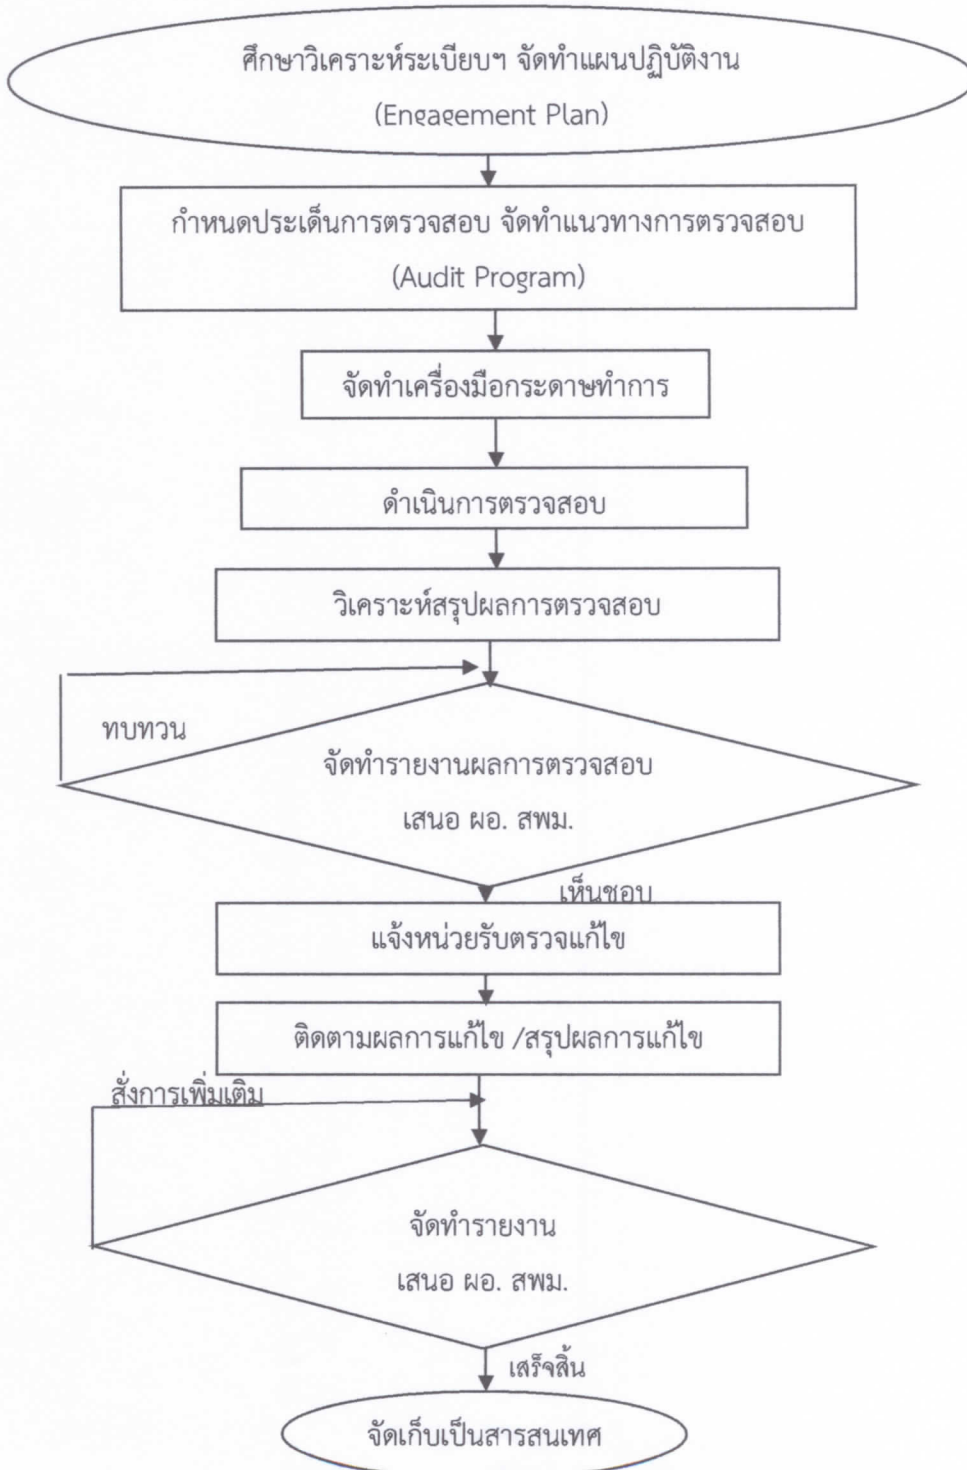 ศึกษาวิเคราะห์ระเบียบฯ จัดทำแผนปฏิบัติงาน
(Engagement Plan)
กำหนดประเด็นการตรวจสอบ จัดทำแนวทางการตรวจสอบ
(Audit Program)
จัดทำเครื่องมือกระดาษทำการ
ดำเนินการตรวจสอบ
วิเคราะห์สรุปผลการตรวจสอบ
ทบทวน
จัดทำรายงานผลการตรวจสอบ
เสนอ ผอ. สพม.
เห็นชอบ
แจ้งหน่วยรับตรวจแก้ไข
ติดตามผลการแก้ไข /สรุปผลการแก้ไข
สั่งการเพิ่มเติม
จัดทำรายงาน
เสนอ ผอ. สพม.
เสร็จสิ้น
จัดเก็บเป็นสารสนเทศ